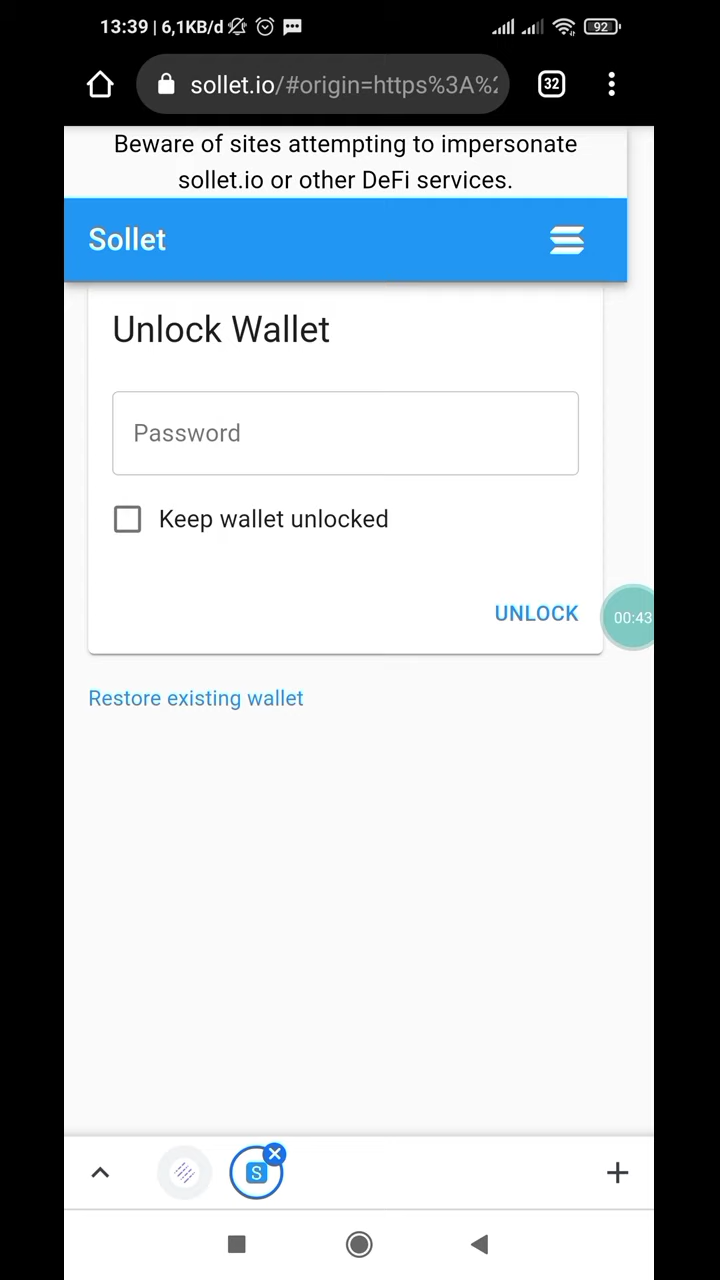 13:39 | 6,1KB/d 92
sollet.io/#origin=https%3A%2 32
Beware of sites attempting to impersonate
sollet.io or other DeFi services.
Sollet
Unlock Wallet
Password
Keep wallet unlocked
UNLOCK
00:43
Restore existing wallet
S